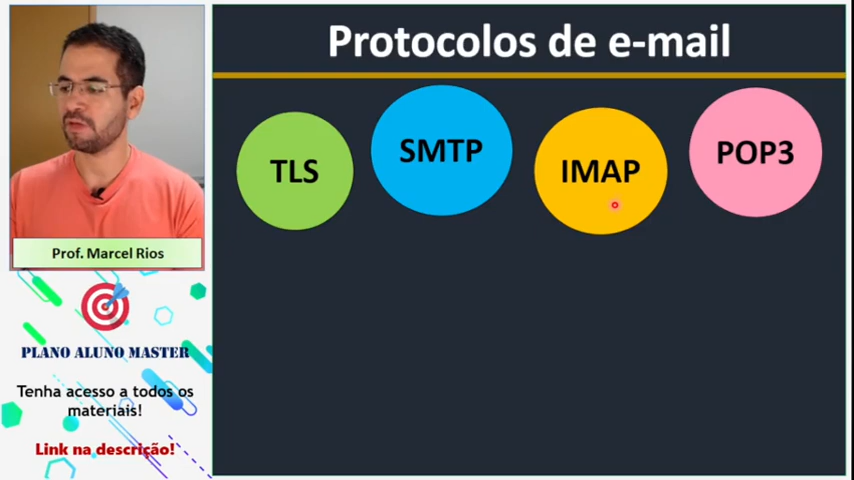 Protocolos de e-mail
TLS
SMTP
IMAP
POP3
Prof. Marcel Rios
PLANO ALUNO MASTER
Tenha acesso a todos os
materiais!
Link na descrição!